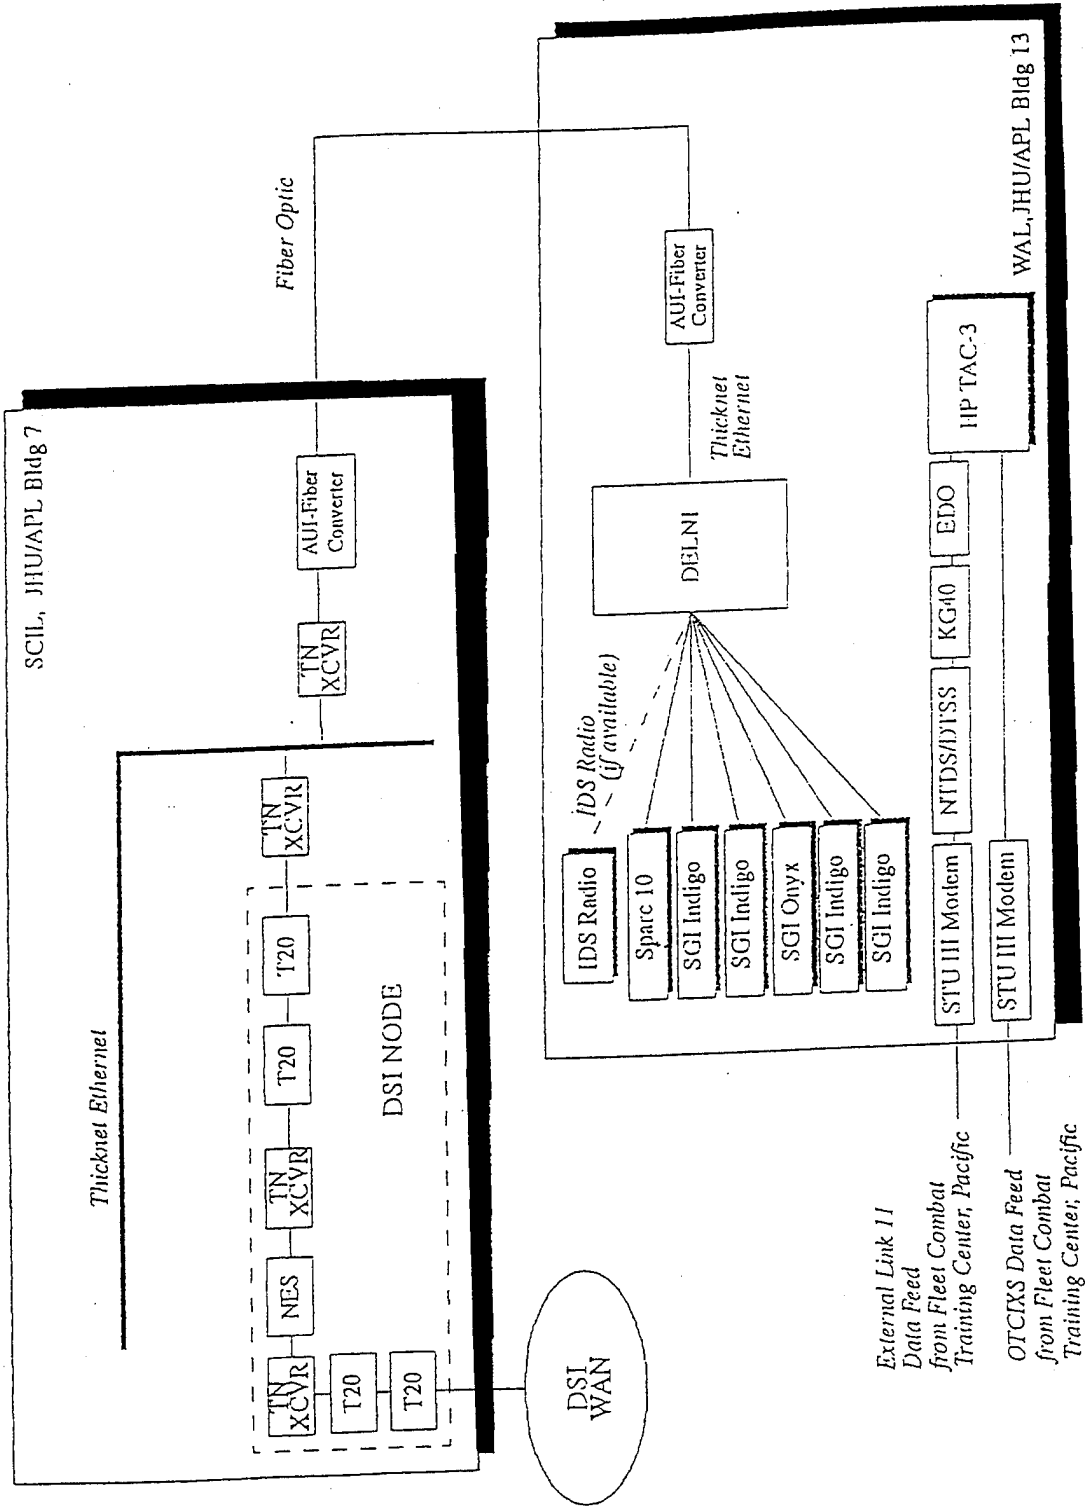 SCIL, JHU/APL Bldg 7
Thicknet Ethernet
Fiber Optic
TN
XCVR
NES
TN
XCVR
T20
T20
TN
XCVR
TN
XCVR
AUI-Fiber
Converter
T20
T20
DSI NODE
DSI
WAN
WAL, JHU/APL Bldg 13
IDS Radio
(if available)
IDS Radio
Sparc 10
SGI Indigo
SGI Indigo
SGI Onyx
SGI Indigo
SGI Indigo
DELNI
Thicknet
Ethernet
AUI-Fiber
Converter
STU III Modem
NTDS/DTSS
KG40
EDO
HP TAC-3
STU III Modem
External Link 11
Data Feed
from Fleet Combat
Training Center, Pacific
OTCIXS Data Feed
from Fleet Combat
Training Center, Pacific